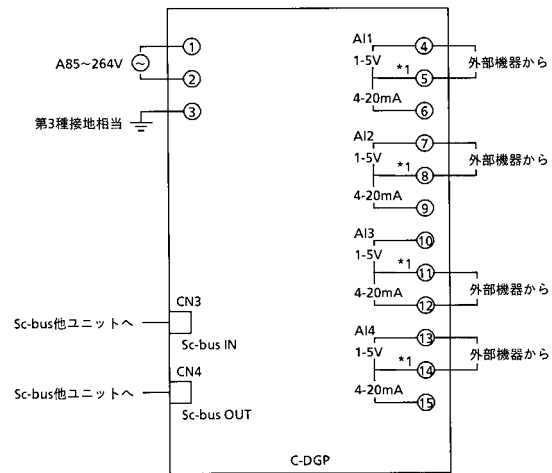 A85~264V
①
②
第3種接地相当
③
AI1
④
1-5V
*1
⑤
外部機器から
4-20mA
⑥
AI2
⑦
1-5V
*1
⑧
外部機器から
4-20mA
⑨
AI3
⑩
1-5V
*1
⑪
4-20mA
⑫
外部機器から
AI4
⑬
1-5V
*1
⑭
外部機器から
4-20mA
⑮
CN3
Sc-bus他ユニットへ
Sc-bus IN
CN4
Sc-bus他ユニットへ
Sc-bus OUT
C-DGP